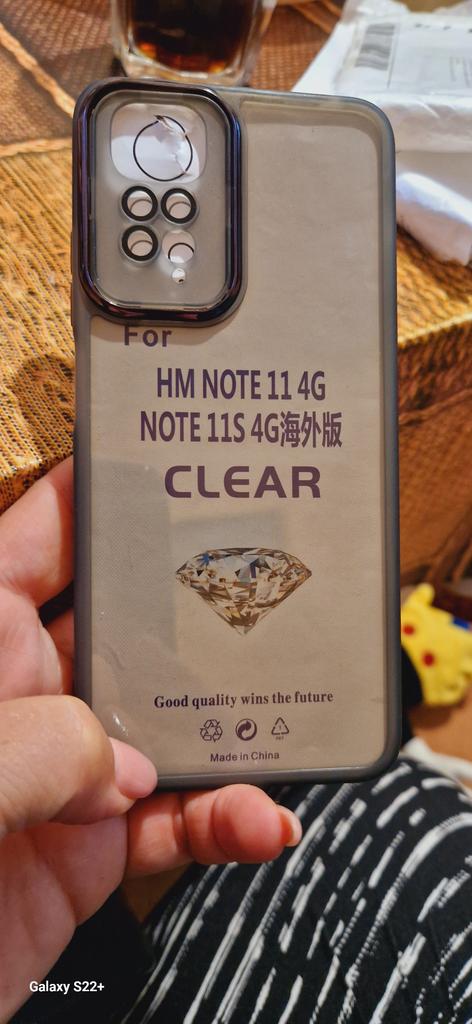 For
HM NOTE 11 4G
NOTE 11S 4G海外版
CLEAR
Good quality wins the future
Made in China
Galaxy S22+